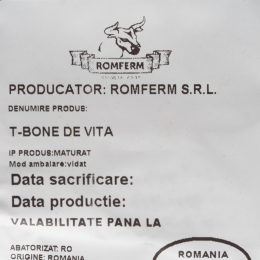 ROMFERM
PRODUCATOR: ROMFERM S.R.L.
DENUMIRE PRODUS:
T-BONE DE VITA
IP PRODUS:MATURAT
Mod ambalare:vidat
Data sacrificare:
Data productie:
VALABILITATE PANA LA
ABATORIZAT: RO
ORIGINE: ROMANIA
ROMANIA